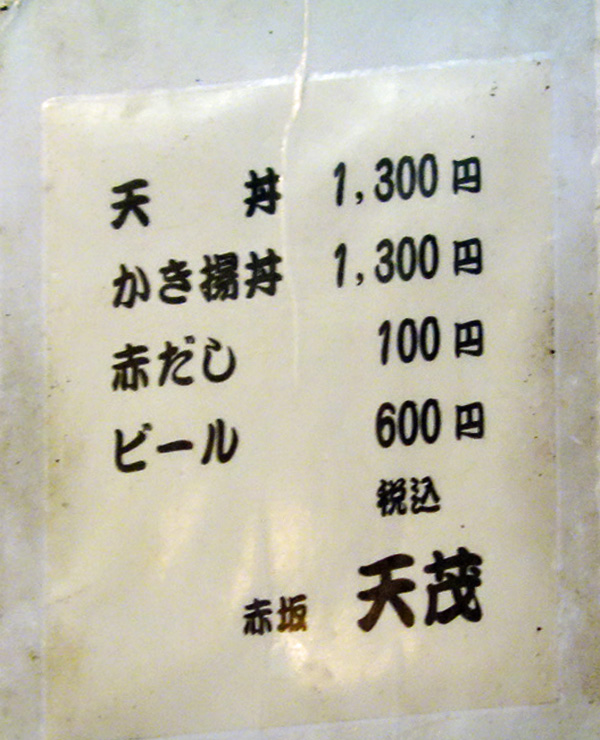 天 丼 1,300円
かき揚丼 1,300円
赤だし 100円
ビール 600円
税込
赤坂 天茂